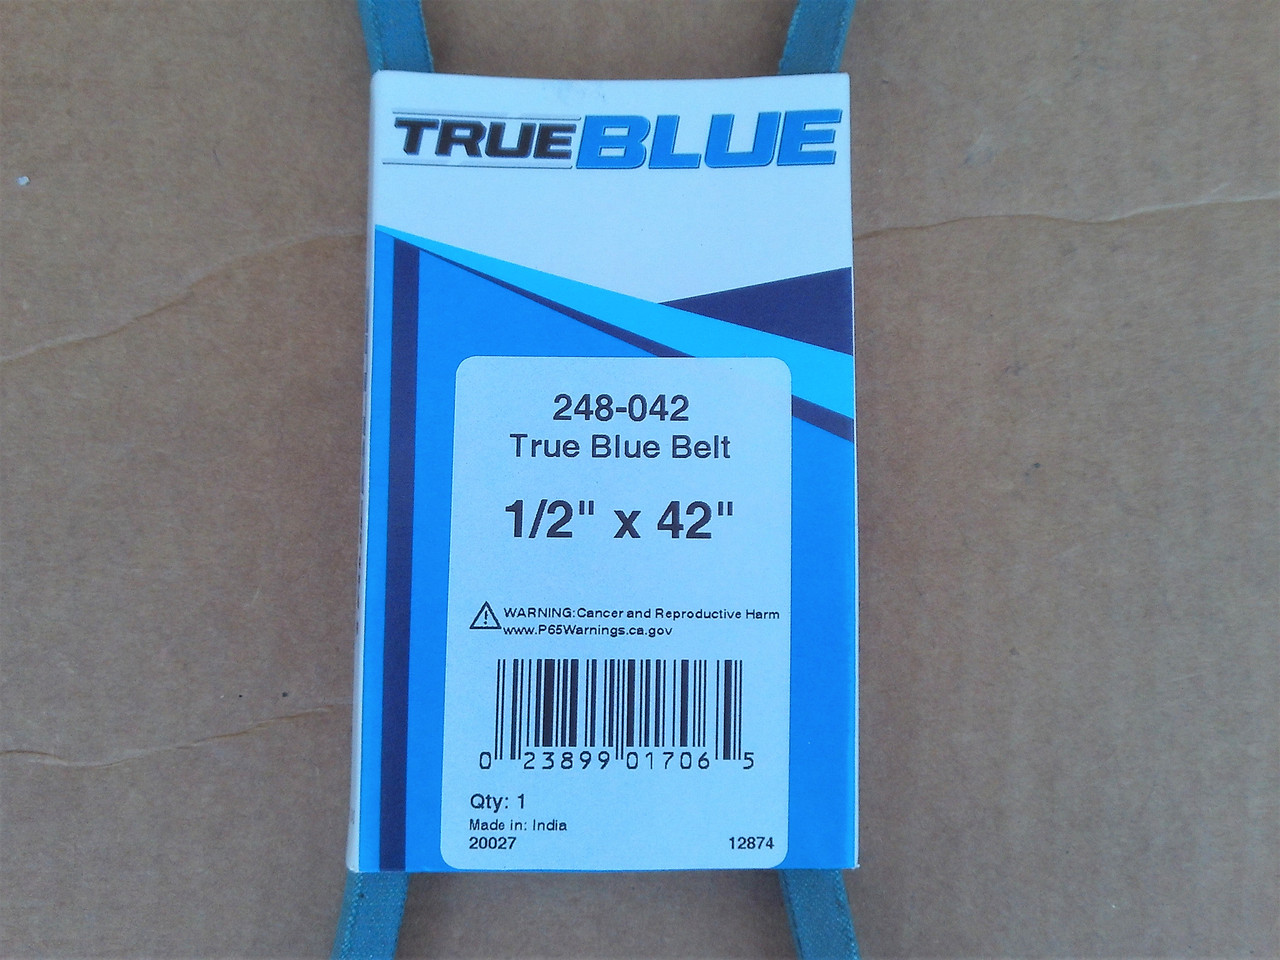 TRUEBLUE
248-042
True Blue Belt
1/2" x 42"
WARNING: Cancer and Reproductive Harm
www.P65Warnings.ca.gov
0 23899 01706 5
Qty: 1
Made in: India
20027 12874